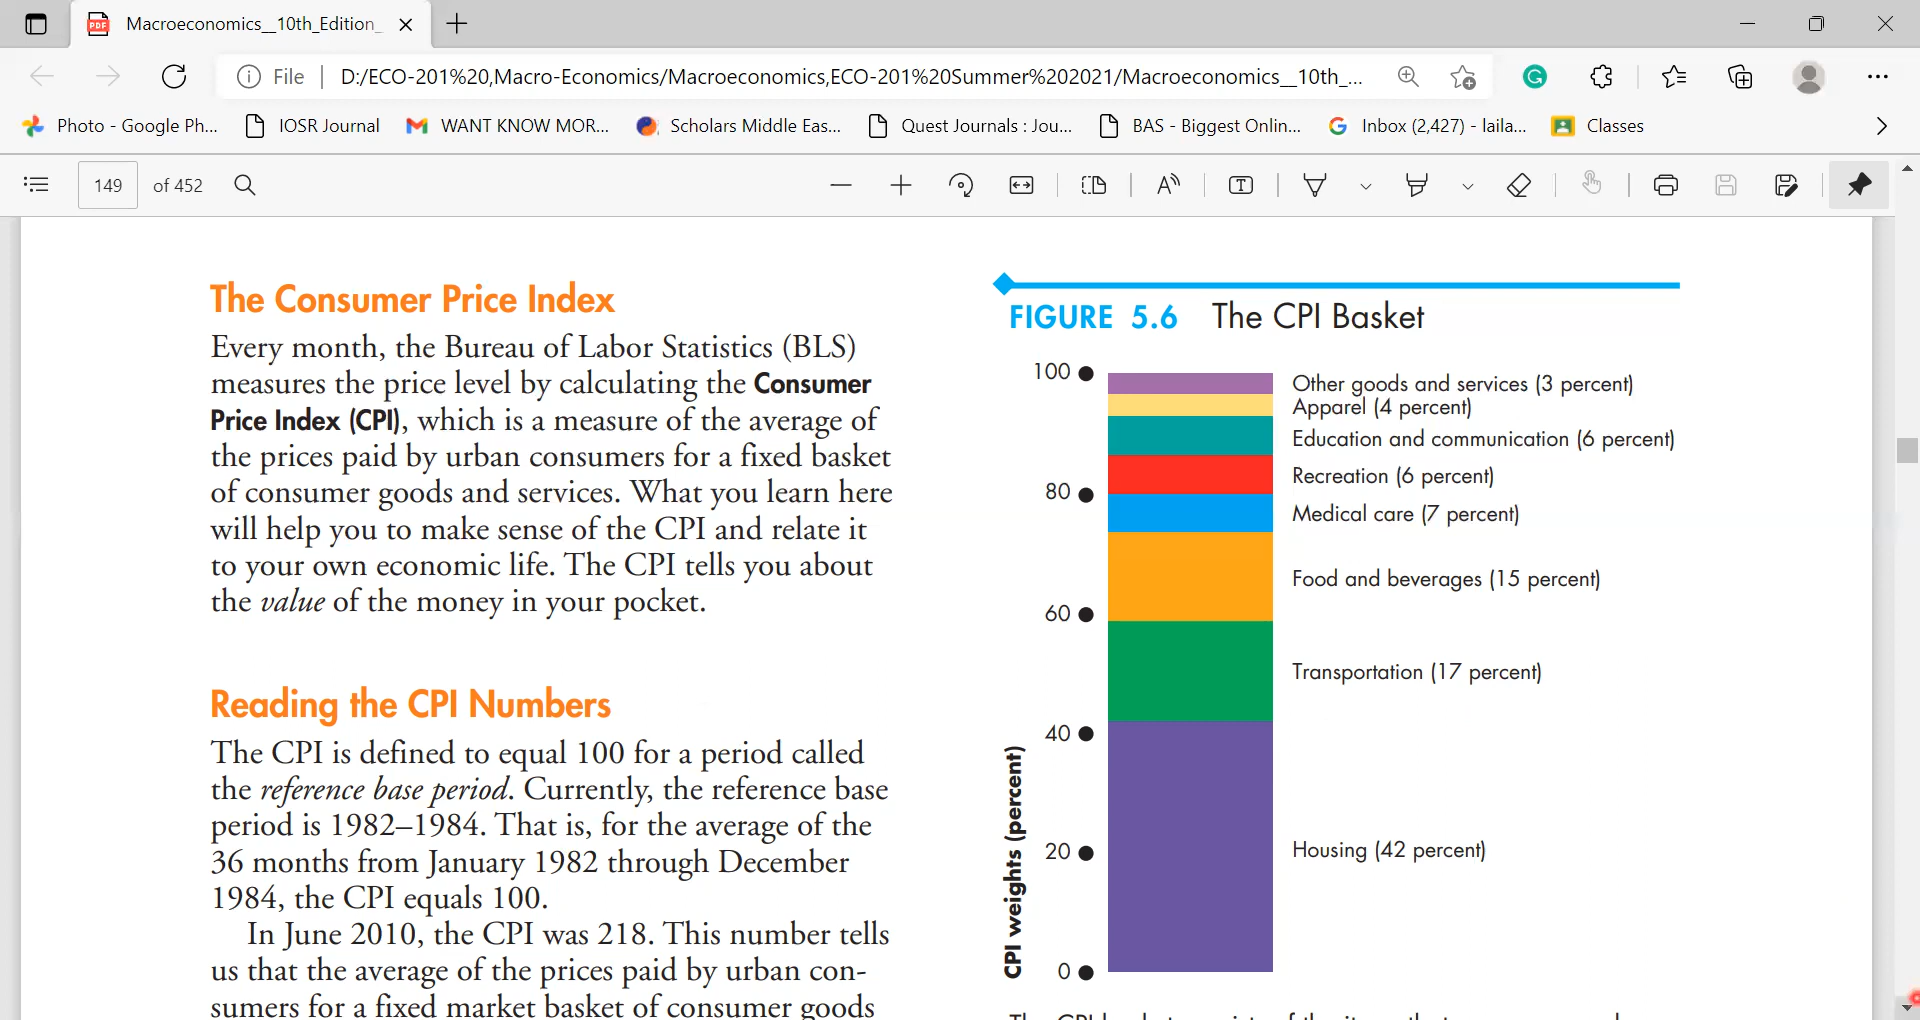 Macroeconomics__10th_Edition_
File
D:/ECO-201%20,Macro-Economics/Macroeconomics,ECO-201%20Summer%202021/Macroeconomics__10th_...
Photo - Google Ph...
IOSR Journal
WANT KNOW MOR...
Scholars Middle Eas...
Quest Journals : Jou...
BAS - Biggest Onlin...
Inbox (2,427) - laila...
Classes
149 of 452
The Consumer Price Index
Every month, the Bureau of Labor Statistics (BLS)
measures the price level by calculating the Consumer
Price Index (CPI), which is a measure of the average of
the prices paid by urban consumers for a fixed basket
of consumer goods and services. What you learn here
will help you to make sense of the CPI and relate it
to your own economic life. The CPI tells you about
the value of the money in your pocket.
Reading the CPI Numbers
The CPI is defined to equal 100 for a period called
the reference base period. Currently, the reference base
period is 1982–1984. That is, for the average of the
36 months from January 1982 through December
1984, the CPI equals 100.
In June 2010, the CPI was 218. This number tells
us that the average of the prices paid by urban con-
sumers for a fixed market basket of consumer goods
FIGURE 5.6 The CPI Basket
100
80
60
40
20
0
CPI weights (percent)
Other goods and services (3 percent)
Apparel (4 percent)
Education and communication (6 percent)
Recreation (6 percent)
Medical care (7 percent)
Food and beverages (15 percent)
Transportation (17 percent)
Housing (42 percent)